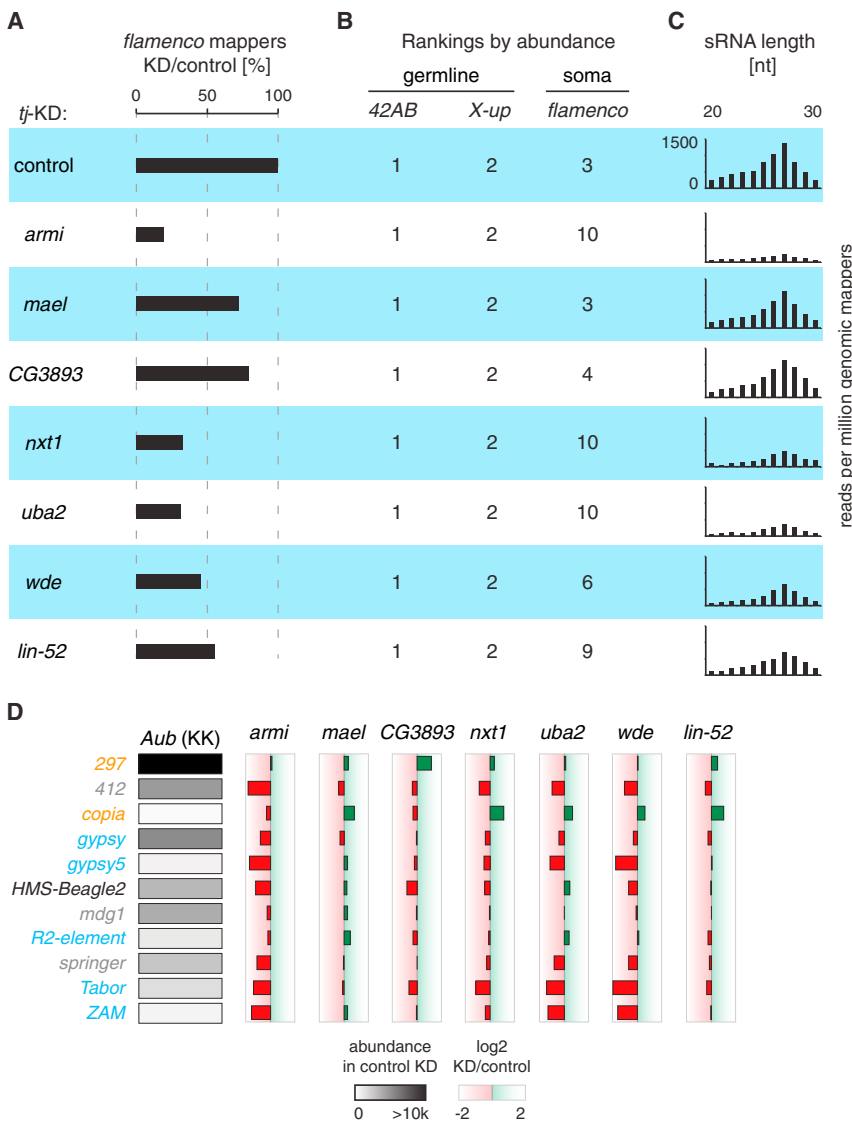 A
flamenco mappers
KD/control [%]
0 50 100
tj-KD:
B
Rankings by abundance
germline soma
42AB X-up flamenco
C
sRNA length
[nt]
20 30
control 1 2 3
1500
0
armi 1 2 10
mael 1 2 3
CG3893 1 2 4
nxt1 1 2 10
uba2 1 2 10
wde 1 2 6
lin-52 1 2 9
reads per million genomic mappers
D
Aub (KK) armi mael CG3893 nxt1 uba2 wde lin-52
297
412
copia
gypsy
gypsy5
HMS-Beagle2
mdg1
R2-element
springer
Tabor
ZAM
abundance
in control KD
0 >10k
log2
KD/control
-2 2